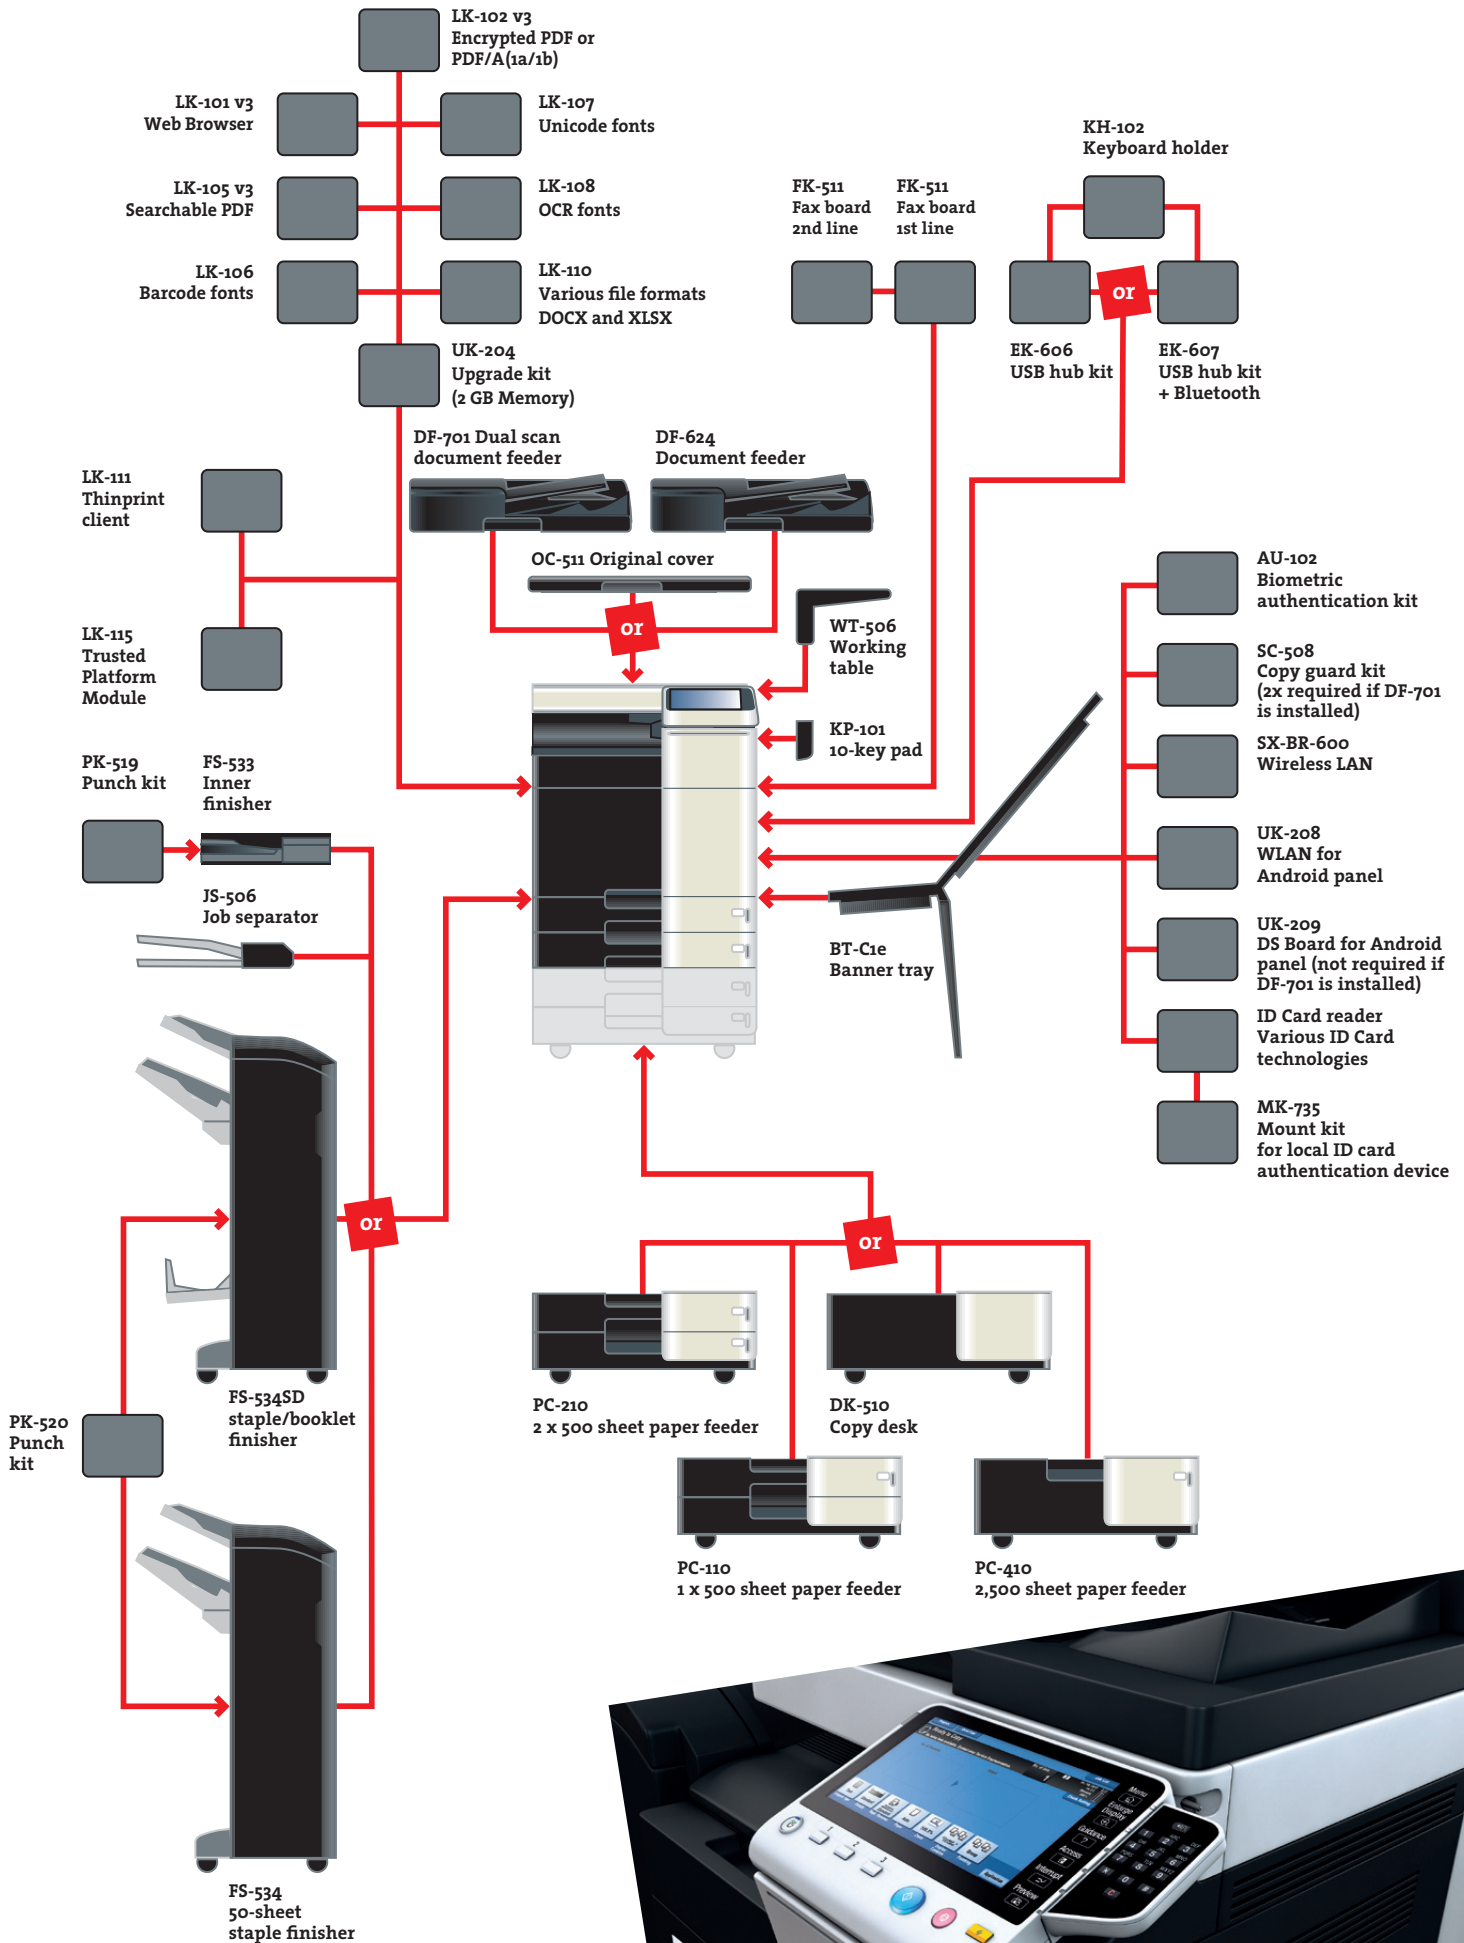 LK-102 v3
Encrypted PDF or
PDF/A(1a/1b)
LK-101 v3
Web Browser
LK-107
Unicode fonts
LK-105 v3
Searchable PDF
LK-108
OCR fonts
LK-106
Barcode fonts
LK-110
Various file formats
DOCX and XLSX
UK-204
Upgrade kit
(2 GB Memory)
KH-102
Keyboard holder
FK-511
Fax board
2nd line
FK-511
Fax board
1st line
or
EK-606
USB hub kit
EK-607
USB hub kit
+ Bluetooth
DF-701 Dual scan
document feeder
DF-624
Document feeder
LK-111
Thinprint
client
OC-511 Original cover
or
LK-115
Trusted
Platform
Module
WT-506
Working
table
KP-101
10-key pad
AU-102
Biometric
authentication kit
SC-508
Copy guard kit
(2x required if DF-701
is installed)
SX-BR-600
Wireless LAN
UK-208
WLAN for
Android panel
UK-209
DS Board for Android
panel (not required if
DF-701 is installed)
ID Card reader
Various ID Card
technologies
MK-735
Mount kit
for local ID card
authentication device
PK-519
Punch kit
FS-533
Inner
finisher
JS-506
Job separator
BT-C1e
Banner tray
or
or
PK-520
Punch
kit
FS-534SD
staple/booklet
finisher
PC-210
2 x 500 sheet paper feeder
DK-510
Copy desk
PC-110
1 x 500 sheet paper feeder
PC-410
2,500 sheet paper feeder
FS-534
50-sheet
staple finisher
Ready to Copy
Menu
Enlarge
Display
Guidance
Access
Interrupt
Preview